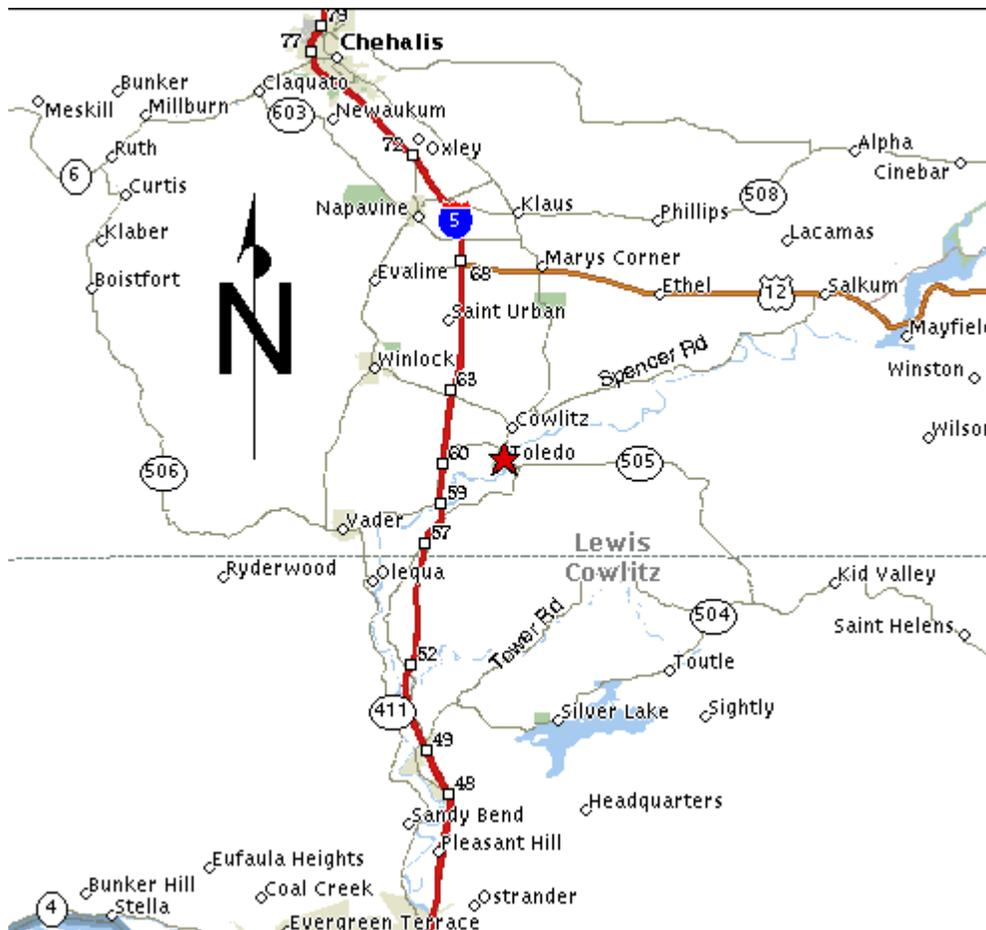 79
77
Chehalis
Bunker
Claquato
Meskill
Millburn
603
Newaukum
72
Oxley
Ruth
Alpha
Cinebar
6
Curtis
508
Napavine
Klaus
5
Phillips
Klaber
Lacamas
Marys Corner
Boistfort
Evaline
68
Ethel
12
Salkum
N
Saint Urban
Mayfield
Spencer Rd
Winlock
63
Winston
Cowlitz
Wilso
60
Toledo
505
506
59
Vader
57
Lewis
Ryderwood
Olequa
Cowlitz
Kid Valley
504
Tower Rd
Saint Helens
52
Toutle
411
Silver Lake
Sightly
49
48
Headquarters
Sandy Bend
Pleasant Hill
Eufaula Heights
Bunker Hill
Coal Creek
Ostrander
4
Stella
Evergreen Terrace